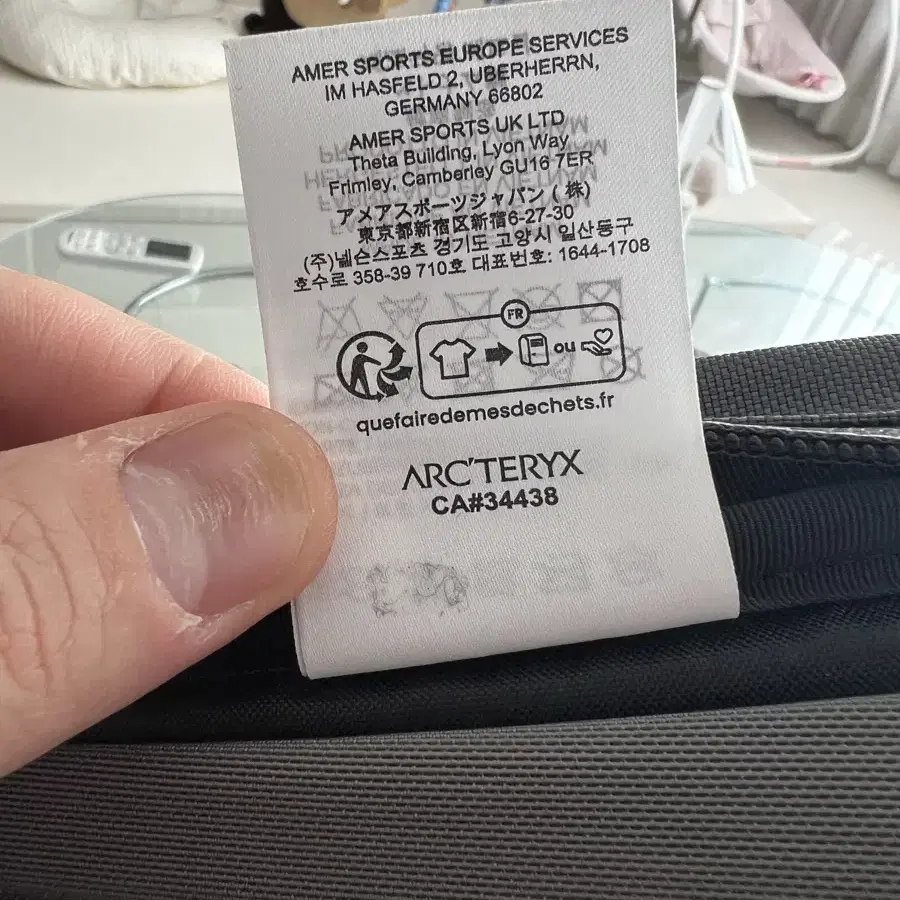 AMER SPORTS EUROPE SERVICES
IM HASFELD 2, UBERHERRN,
GERMANY 66802
AMER SPORTS UK LTD
Theta Building, Lyon Way
Frimley, Camberley GU16 7ER
アメアスポーツジャパン(株)
東京都新宿区新宿6-27-30
(주)넬슨스포츠 경기도 고양시 일산동구
호수로 358-39 710호 대표번호: 1644-1708
FR
ou
quefairedemesdechets.fr
ARC'TERYX
CA#34438